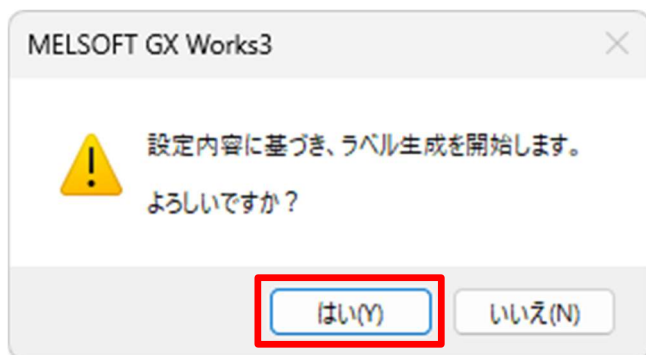 MELSOFT GX Works3
設定内容に基づき、ラベル生成を開始します。
よろしいですか？
はい(Y)
いいえ(N)